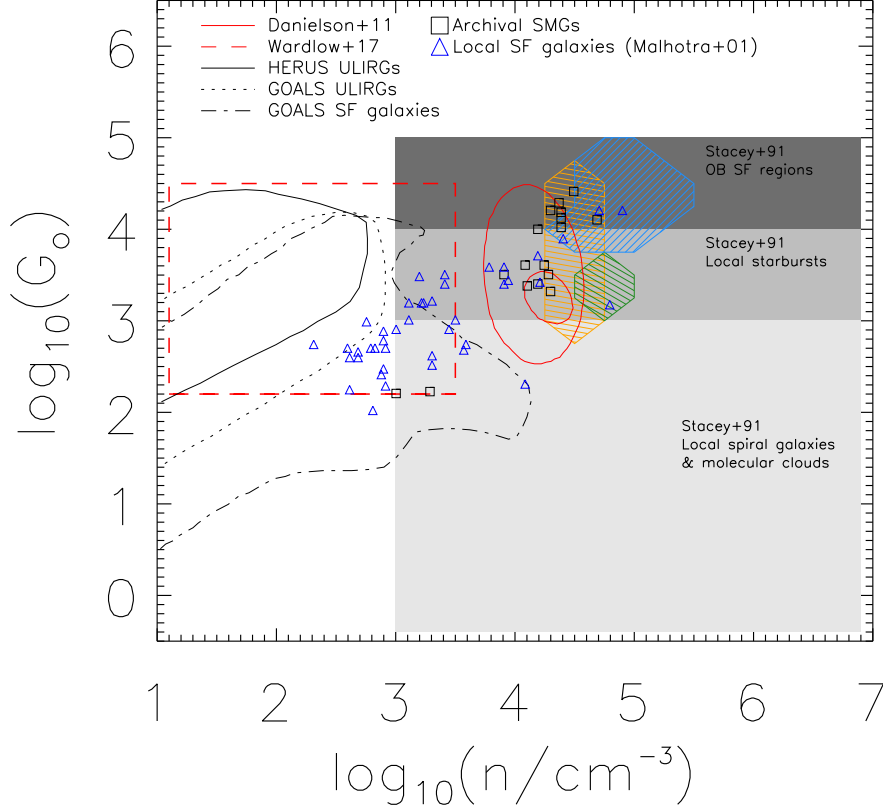 Danielson+11
Wardlow+17
HERUS ULIRGs
GOALS ULIRGs
GOALS SF galaxies
Archival SMGs
Local SF galaxies (Malhotra+01)
Stacey+91
OB SF regions
Stacey+91
Local starbursts
Stacey+91
Local spiral galaxies
& molecular clouds
6
5
4
3
2
1
0
log₁₀(G₀)
1 2 3 4 5 6 7
log₁₀(n/cm⁻³)